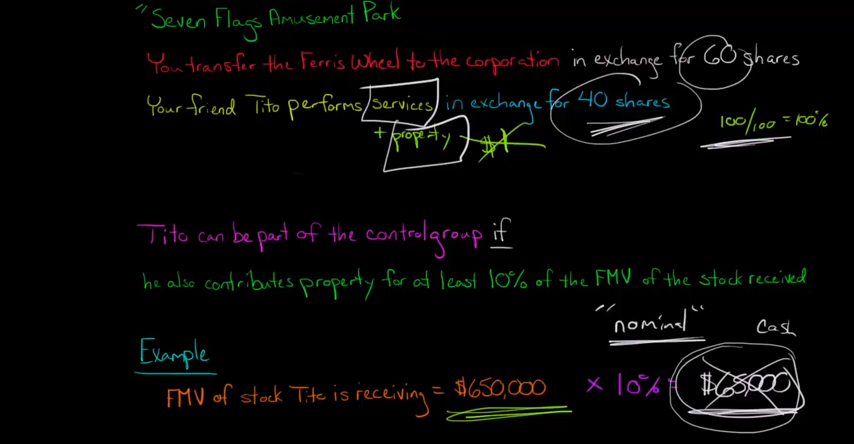 "Seven Flags Amusement Park
You transfer the Ferris Wheel to the corporation in exchange for 60 shares
Your friend Tito performs services in exchange for 40 shares
+ property $1
100/100 = 100%
Tito can be part of the control group if
he also contributes property for at least 10% of the FMV of the stock received
"nominal"
Cash
Example
FMV of stock Tito is receiving = $650,000 × 10% = $65,000